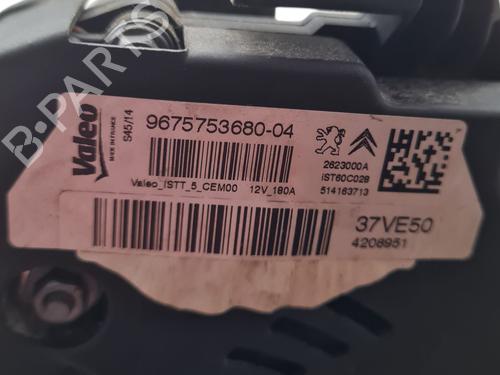 B-PARTS
Valeo
MADE IN FRANCE
S45/14
9675753680-04
2623000A
iST60C028
514163713
Valeo_iSTT_5_CEM00 12V_180A
37VE50
4208951